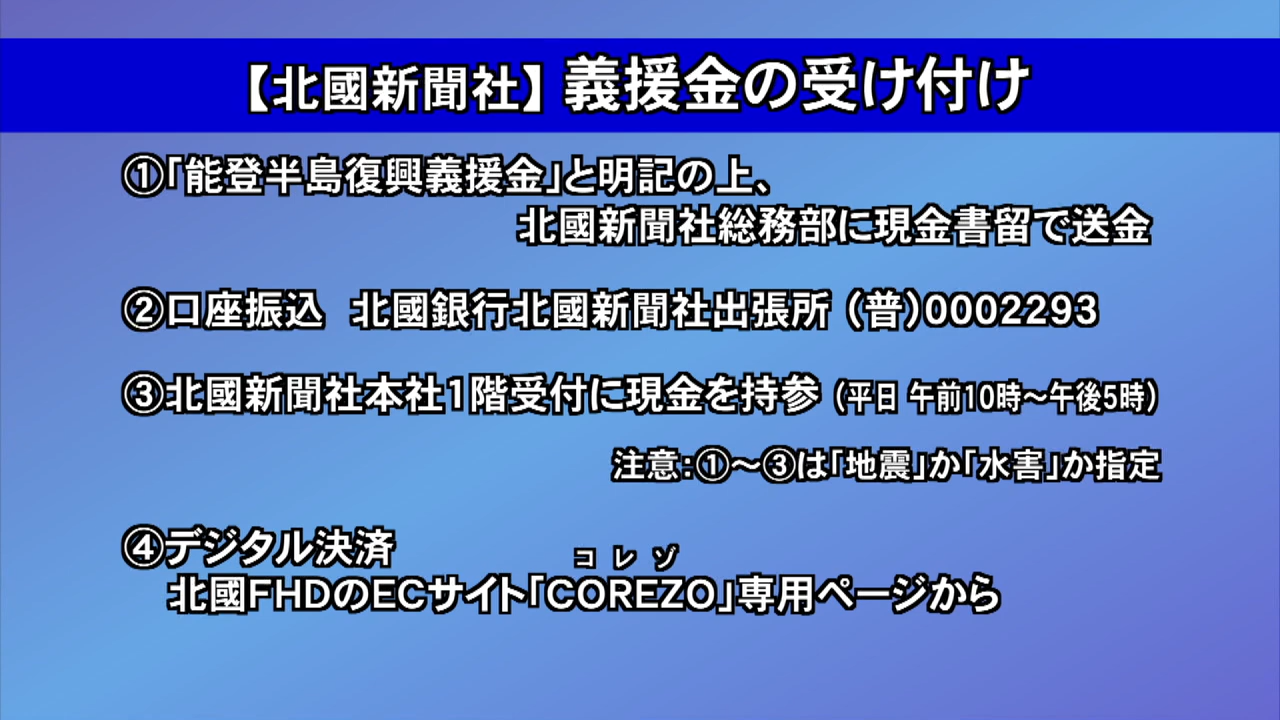 【北國新聞社】義援金の受け付け
①「能登半島復興義援金」と明記の上、
北國新聞社総務部に現金書留で送金
②口座振込　北國銀行北國新聞社出張所（普）0002293
③北國新聞社本社1階受付に現金を持参（平日 午前10時～午後5時）
注意：①～③は「地震」か「水害」か指定
④デジタル決済
コレゾ
北國FHDのECサイト「COREZO」専用ページから